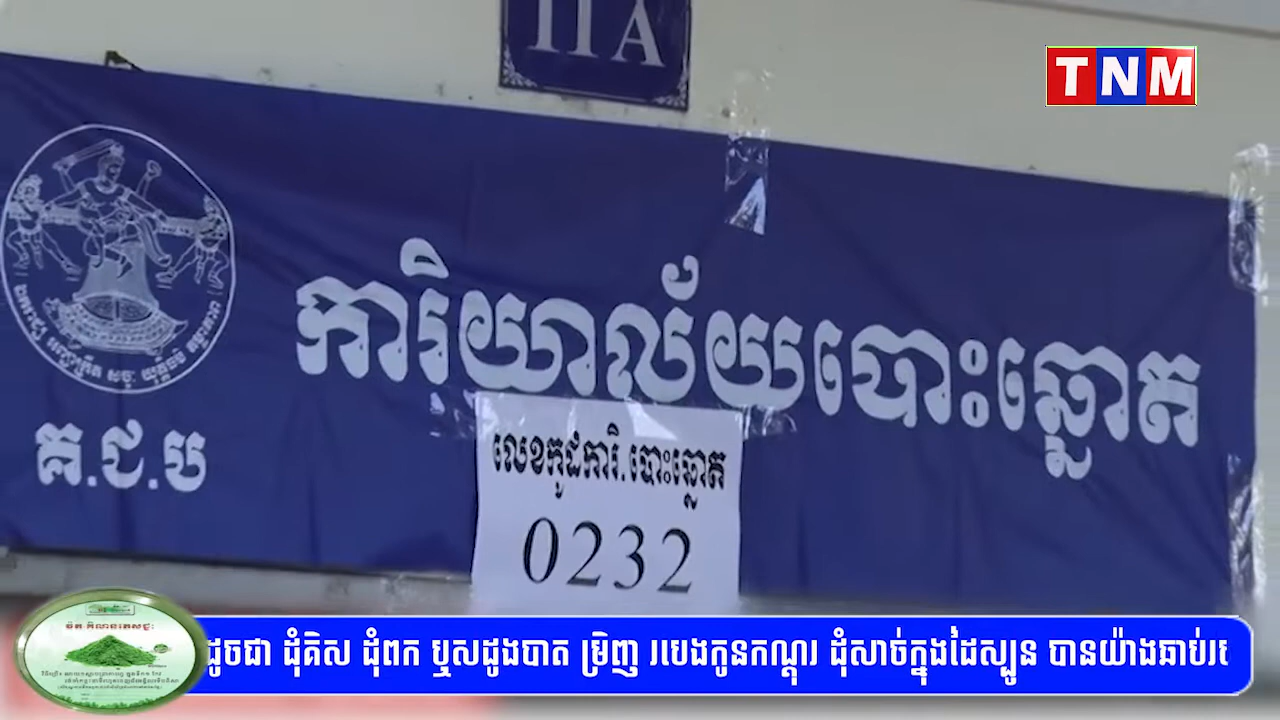 11A
TNM
ការិយាល័យបោះឆ្នោត
គ.ជ.ប
លេខកូដការិ.បោះឆ្នោត
0232
ដូចជា ដុំគិស ដុំពក ឬសដូងបាត ម្រិញ របេងកូនកណ្តុរ ដុំសាច់ក្នុងដៃស្បូន បានយ៉ាងឆាប់រហ